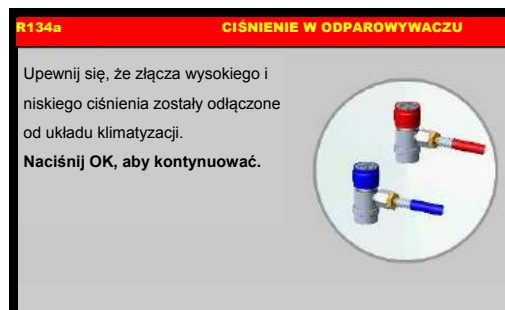 R134a CIŚNIENIE W ODPAROWYWACZU
Upewnij się, że złącza wysokiego i
niskiego ciśnienia zostały odłączone
od układu klimatyzacji.
Naciśnij OK, aby kontynuować.